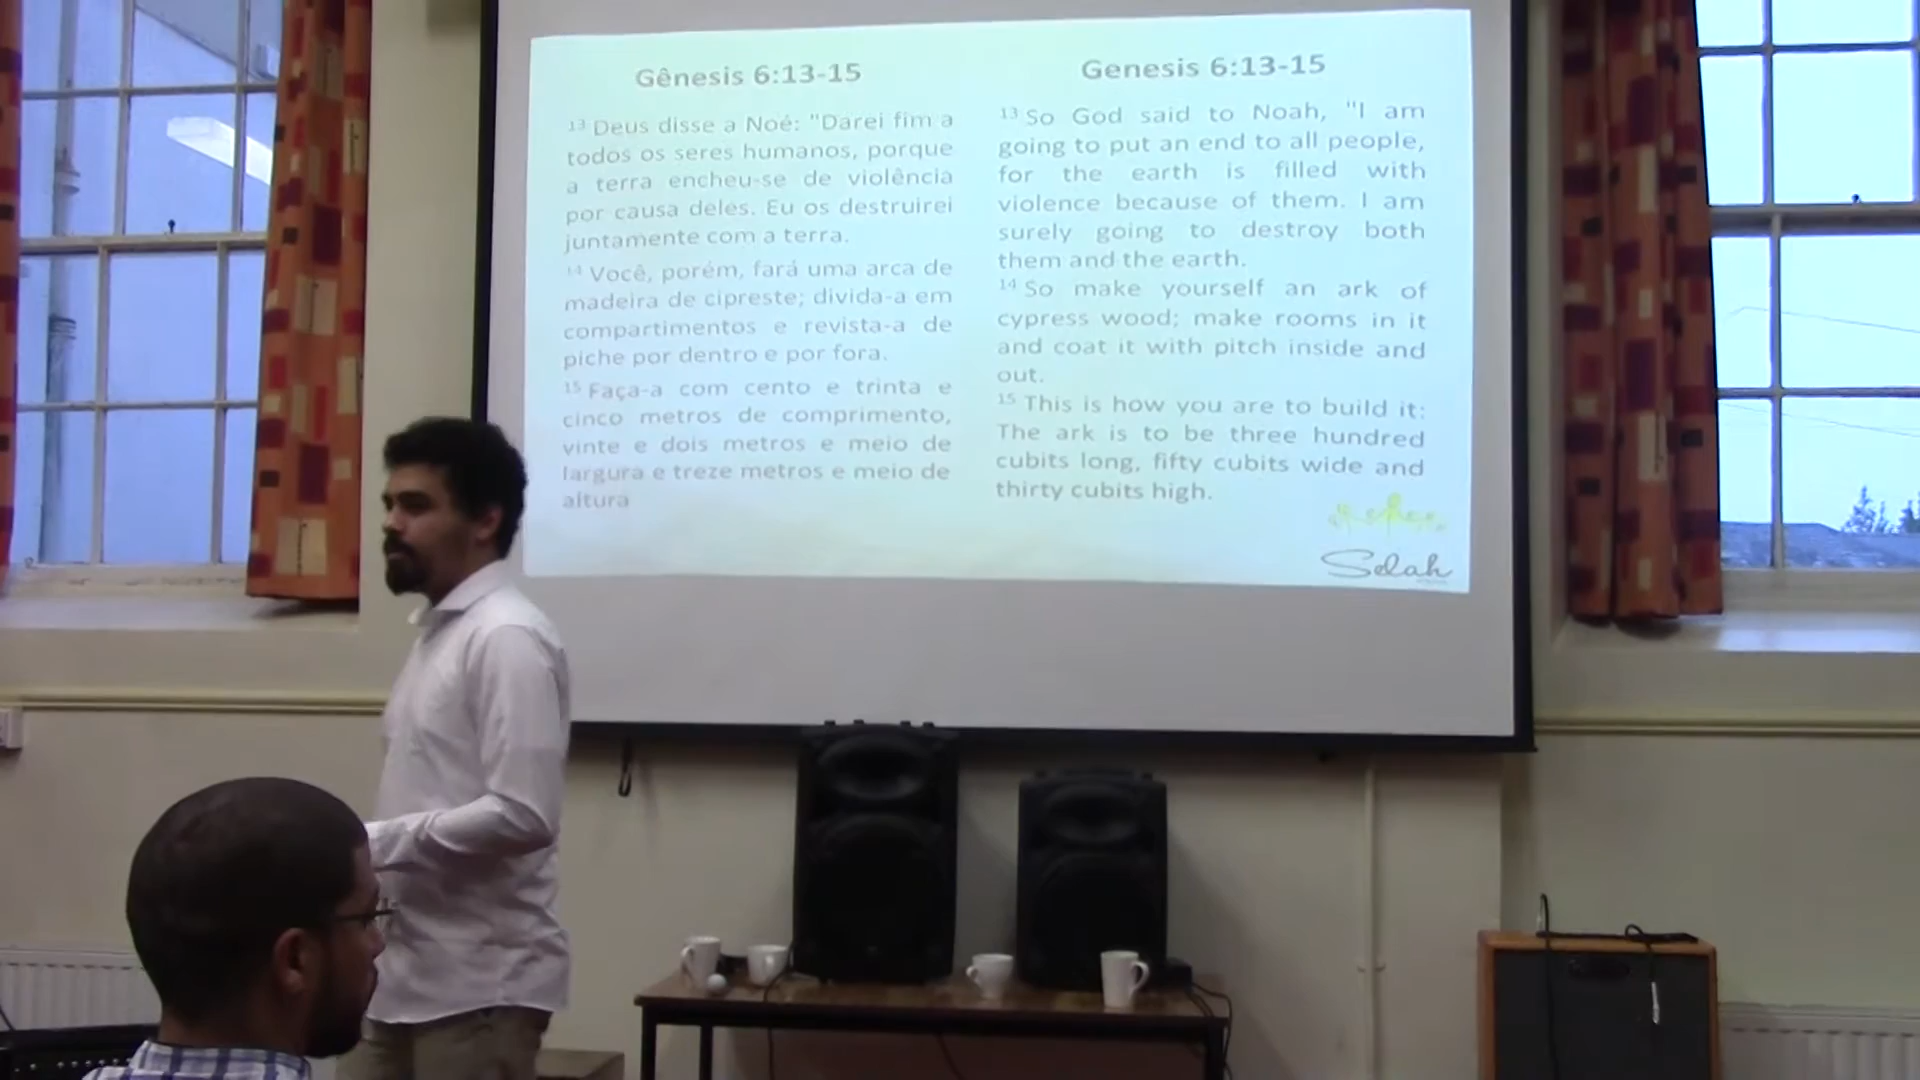 Gênesis 6:13-15
13 Deus disse a Noé: "Darei fim a
todos os seres humanos, porque
a terra encheu-se de violência
por causa deles. Eu os destruirei
juntamente com a terra.
14 Você, porém, fará uma arca de
madeira de cipreste; divida-a em
compartimentos e revista-a de
piche por dentro e por fora.
15 Faça-a com cento e trinta e
cinco metros de comprimento,
vinte e dois metros e meio de
largura e treze metros e meio de
altura
Genesis 6:13-15
13 So God said to Noah, "I am
going to put an end to all people,
for the earth is filled with
violence because of them. I am
surely going to destroy both
them and the earth.
14 So make yourself an ark of
cypress wood; make rooms in it
and coat it with pitch inside and
out.
15 This is how you are to build it:
The ark is to be three hundred
cubits long, fifty cubits wide and
thirty cubits high.
Selah